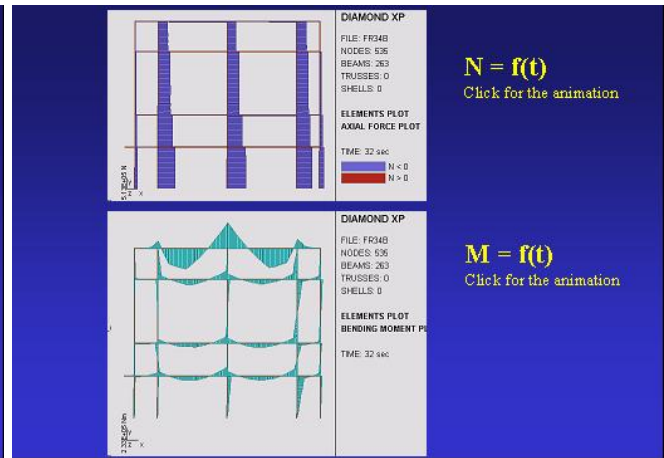 DIAMOND XP
FILE: FR34B
NODES: 535
BEAMS: 263
TRUSSES: 0
SHELLS: 0
ELEMENTS PLOT
AXIAL FORCE PLOT
TIME: 32 sec
N < 0
N > 0
Z X
N = f(t)
Click for the animation
DIAMOND XP
FILE: FR34B
NODES: 535
BEAMS: 263
TRUSSES: 0
SHELLS: 0
ELEMENTS PLOT
BENDING MOMENT PL
TIME: 32 sec
Z X
M = f(t)
Click for the animation